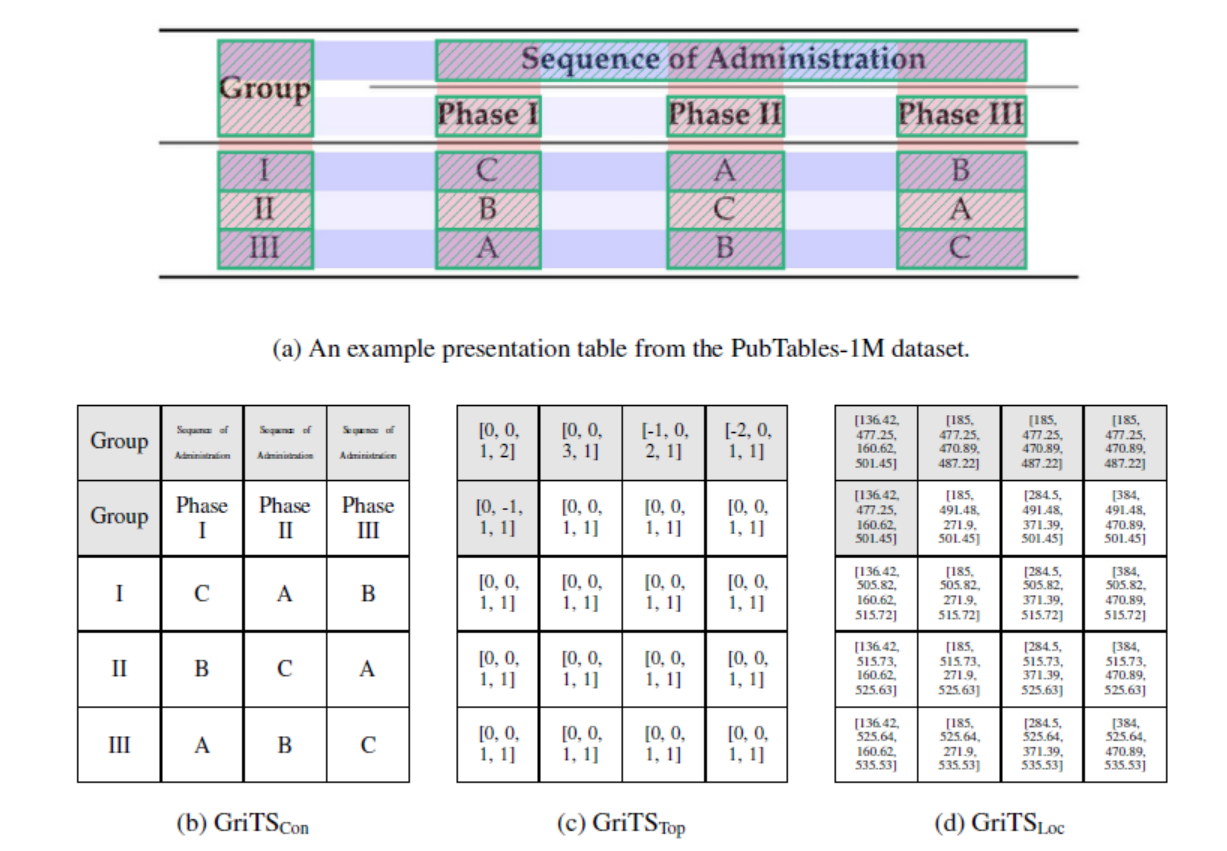 Group Sequence of Administration
Phase I Phase II Phase III
I C A B
II B C A
III A B C
(a) An example presentation table from the PubTables-1M dataset.
Group Sequence of Administration Sequence of Administration Sequence of Administration
Group Phase I Phase II Phase III
I C A B
II B C A
III A B C
(b) GriTSCon
[0, 0, 1, 2] [0, 0, 3, 1] [-1, 0, 2, 1] [-2, 0, 1, 1]
[0, -1, 1, 1] [0, 0, 1, 1] [0, 0, 1, 1] [0, 0, 1, 1]
[0, 0, 1, 1] [0, 0, 1, 1] [0, 0, 1, 1] [0, 0, 1, 1]
[0, 0, 1, 1] [0, 0, 1, 1] [0, 0, 1, 1] [0, 0, 1, 1]
[0, 0, 1, 1] [0, 0, 1, 1] [0, 0, 1, 1] [0, 0, 1, 1]
(c) GriTSTop
[136.42, 477.25, 160.62, 501.45] [185, 477.25, 470.89, 487.22] [185, 477.25, 470.89, 487.22] [185, 477.25, 470.89, 487.22]
[136.42, 477.25, 160.62, 501.45] [185, 491.48, 271.9, 501.45] [284.5, 491.48, 371.39, 501.45] [384, 491.48, 470.89, 501.45]
[136.42, 505.82, 160.62, 515.72] [185, 505.82, 271.9, 515.72] [284.5, 505.82, 371.39, 515.72] [384, 505.82, 470.89, 515.72]
[136.42, 515.73, 160.62, 525.63] [185, 515.73, 271.9, 525.63] [284.5, 515.73, 371.39, 525.63] [384, 515.73, 470.89, 525.63]
[136.42, 525.64, 160.62, 535.53] [185, 525.64, 271.9, 535.53] [284.5, 525.64, 371.39, 535.53] [384, 525.64, 470.89, 535.53]
(d) GriTSLoc